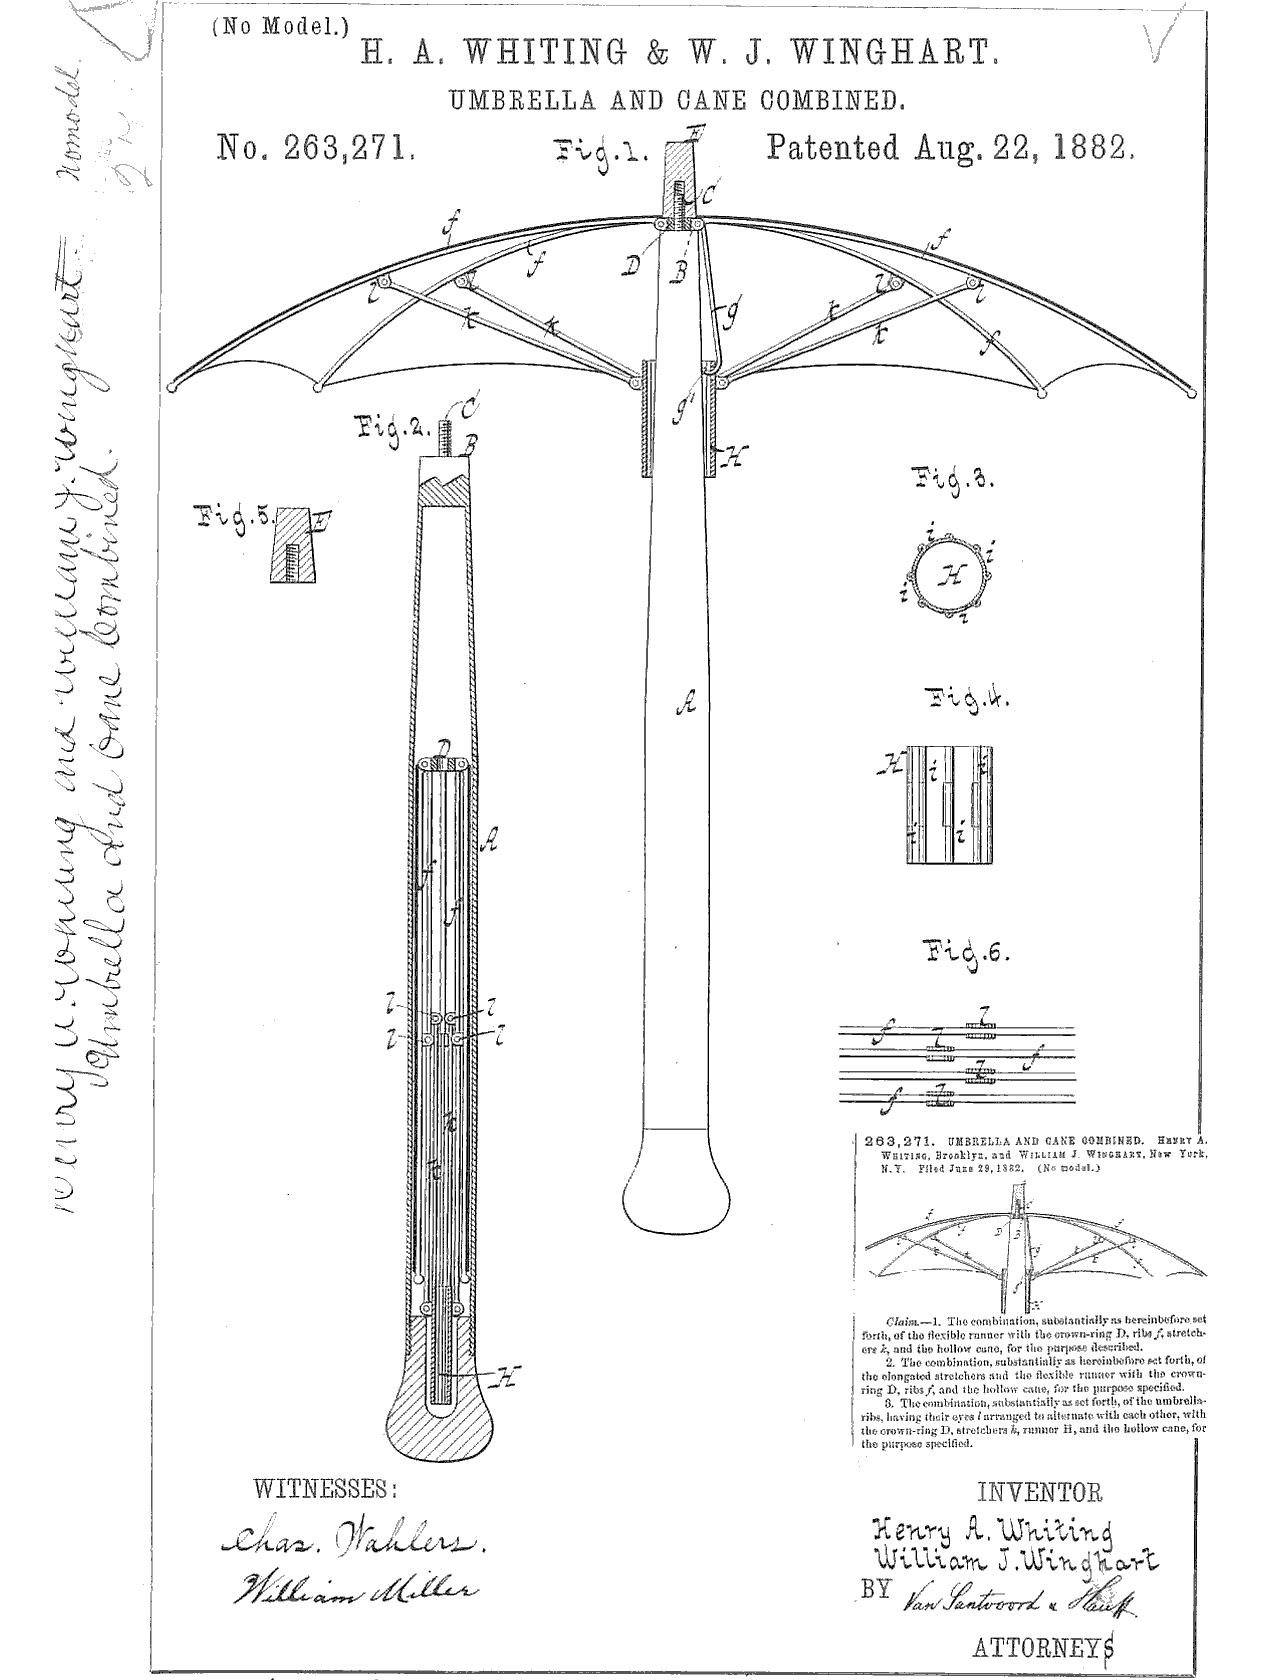 (No Model.)
H. A. WHITING & W. J. WINGHART.
UMBRELLA AND CANE COMBINED.
No. 263,271.
Patented Aug. 22, 1882.
Fig.1.
E
C
D
B
f
f
f
f
l
l
l
l
k
k
k
k
g
g'
H
A
Fig.2.
C
B
D
A
f
f
l
l
l
l
k
k
H
Fig.5.
E
Fig.3.
i
i
H
i
i
Fig.4.
H
i
i
i
i
Fig.6.
l
f
l
f
l
f
l
263,271. UMBRELLA AND CANE COMBINED. HENRY A.
WHITING, Brooklyn, and WILLIAM J. WINGHART, New York,
N.Y. Filed June 29, 1882. (No model.)
Claim.—1. The combination, substantially as hereinbefore set
forth, of the flexible runner with the crown-ring D, ribs f, stretch-
ers k, and the hollow cane, for the purpose described.
2. The combination, substantially as hereinbefore set forth, of
the elongated stretchers and the flexible runner with the crown-
ring D, ribs f, and the hollow cane, for the purpose specified.
3. The combination, substantially as set forth, of the umbrella-
ribs, having their eyes l arranged to alternate with each other, with
the crown-ring D, stretchers k, runner H, and the hollow cane, for
the purpose specified.
WITNESSES:
Chas. Wahlers.
William Miller
INVENTOR
Henry A. Whiting
William J. Winghart
BY Van Santvoord & Hauff
ATTORNEYS
Henry A. Whiting and William J. Winghart
Umbrella and Cane Combined.
No model.